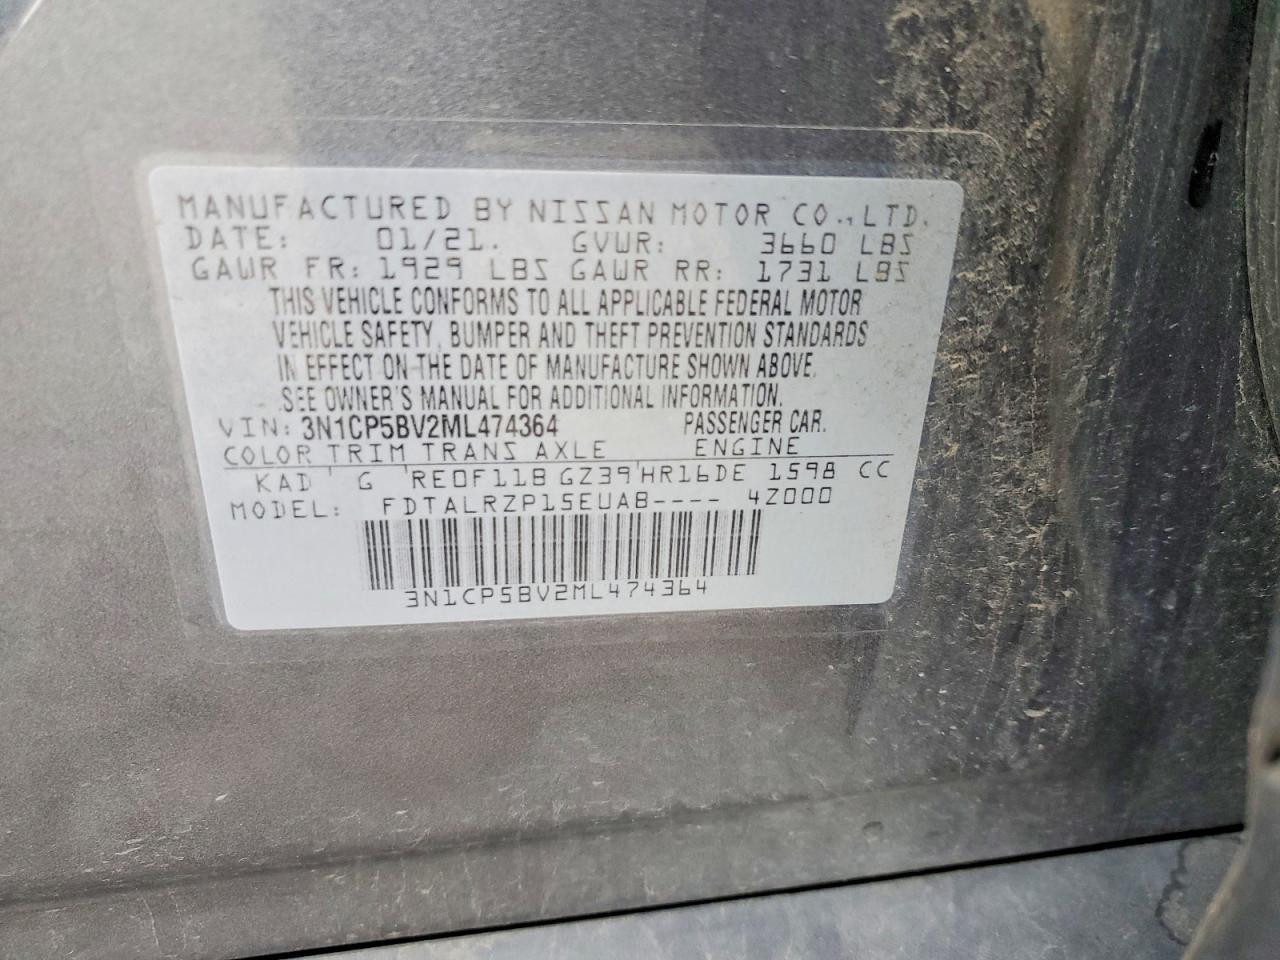 MANUFACTURED BY NISSAN MOTOR CO., LTD.
DATE: 01/21. GVWR: 3660 LBS
GAWR FR: 1929 LBS GAWR RR: 1731 LBS
THIS VEHICLE CONFORMS TO ALL APPLICABLE FEDERAL MOTOR
VEHICLE SAFETY, BUMPER AND THEFT PREVENTION STANDARDS
IN EFFECT ON THE DATE OF MANUFACTURE SHOWN ABOVE.
SEE OWNER'S MANUAL FOR ADDITIONAL INFORMATION.
VIN: 3N1CP5BV2ML474364 PASSENGER CAR.
COLOR TRIM TRANS AXLE ENGINE
KAD G RE0F11B GZ39 HR16DE 1598 CC
MODEL: FDTALRZP15EUAB---- 4Z000
3N1CP5BV2ML474364